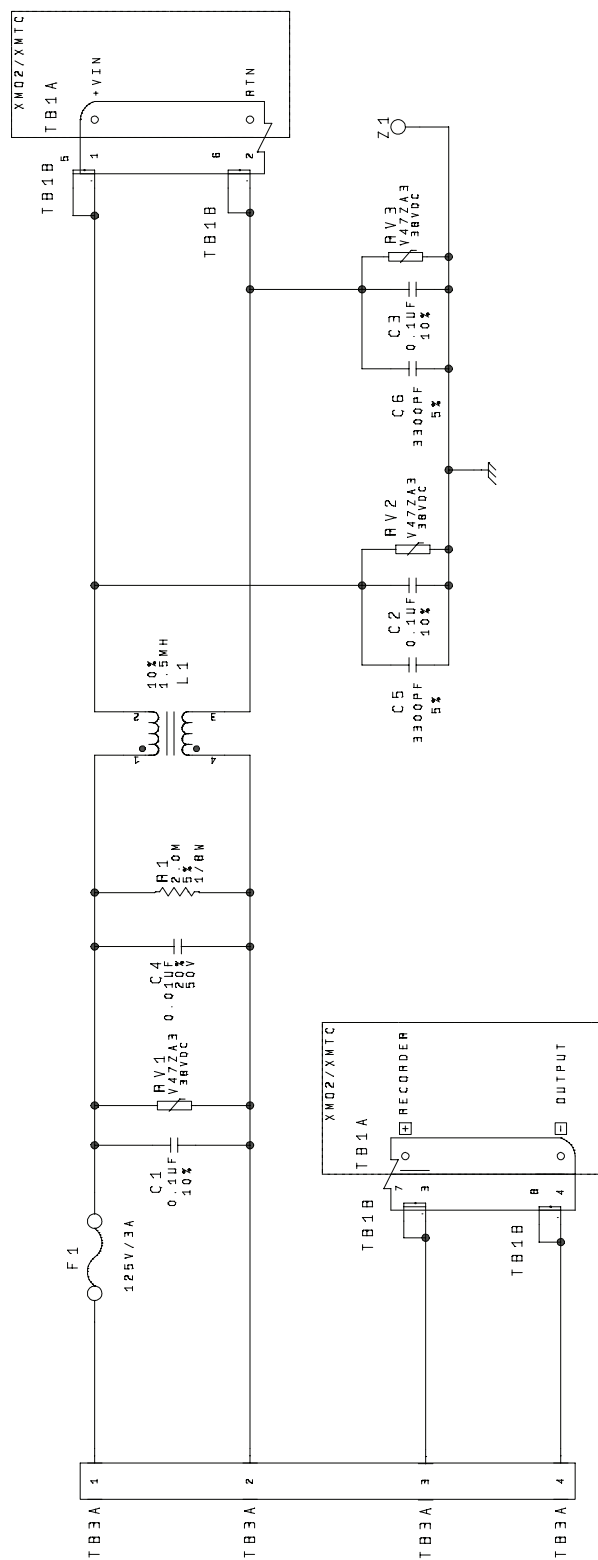 XMO2/XMTC
TB1A
+VIN
RTN
TB1B
5
1
6
2
TB1B
Z1
RV3
V47ZA3
38VDC
C3
0.1UF
10%
C6
3300PF
5%
RV2
V47ZA3
38VDC
C2
0.1UF
10%
C5
3300PF
5%
10%
1.5MH
L1
2
3
1
4
R1
2.0M
5%
1/8W
C4
0.01UF
20%
50V
RV1
V47ZA3
38VDC
C1
0.1UF
10%
F1
125V/3A
XMO2/XMTC
TB1A
+ RECORDER
- OUTPUT
TB1B
7
3
8
4
TB1B
1
2
3
4
TB3A
TB3A
TB3A
TB3A